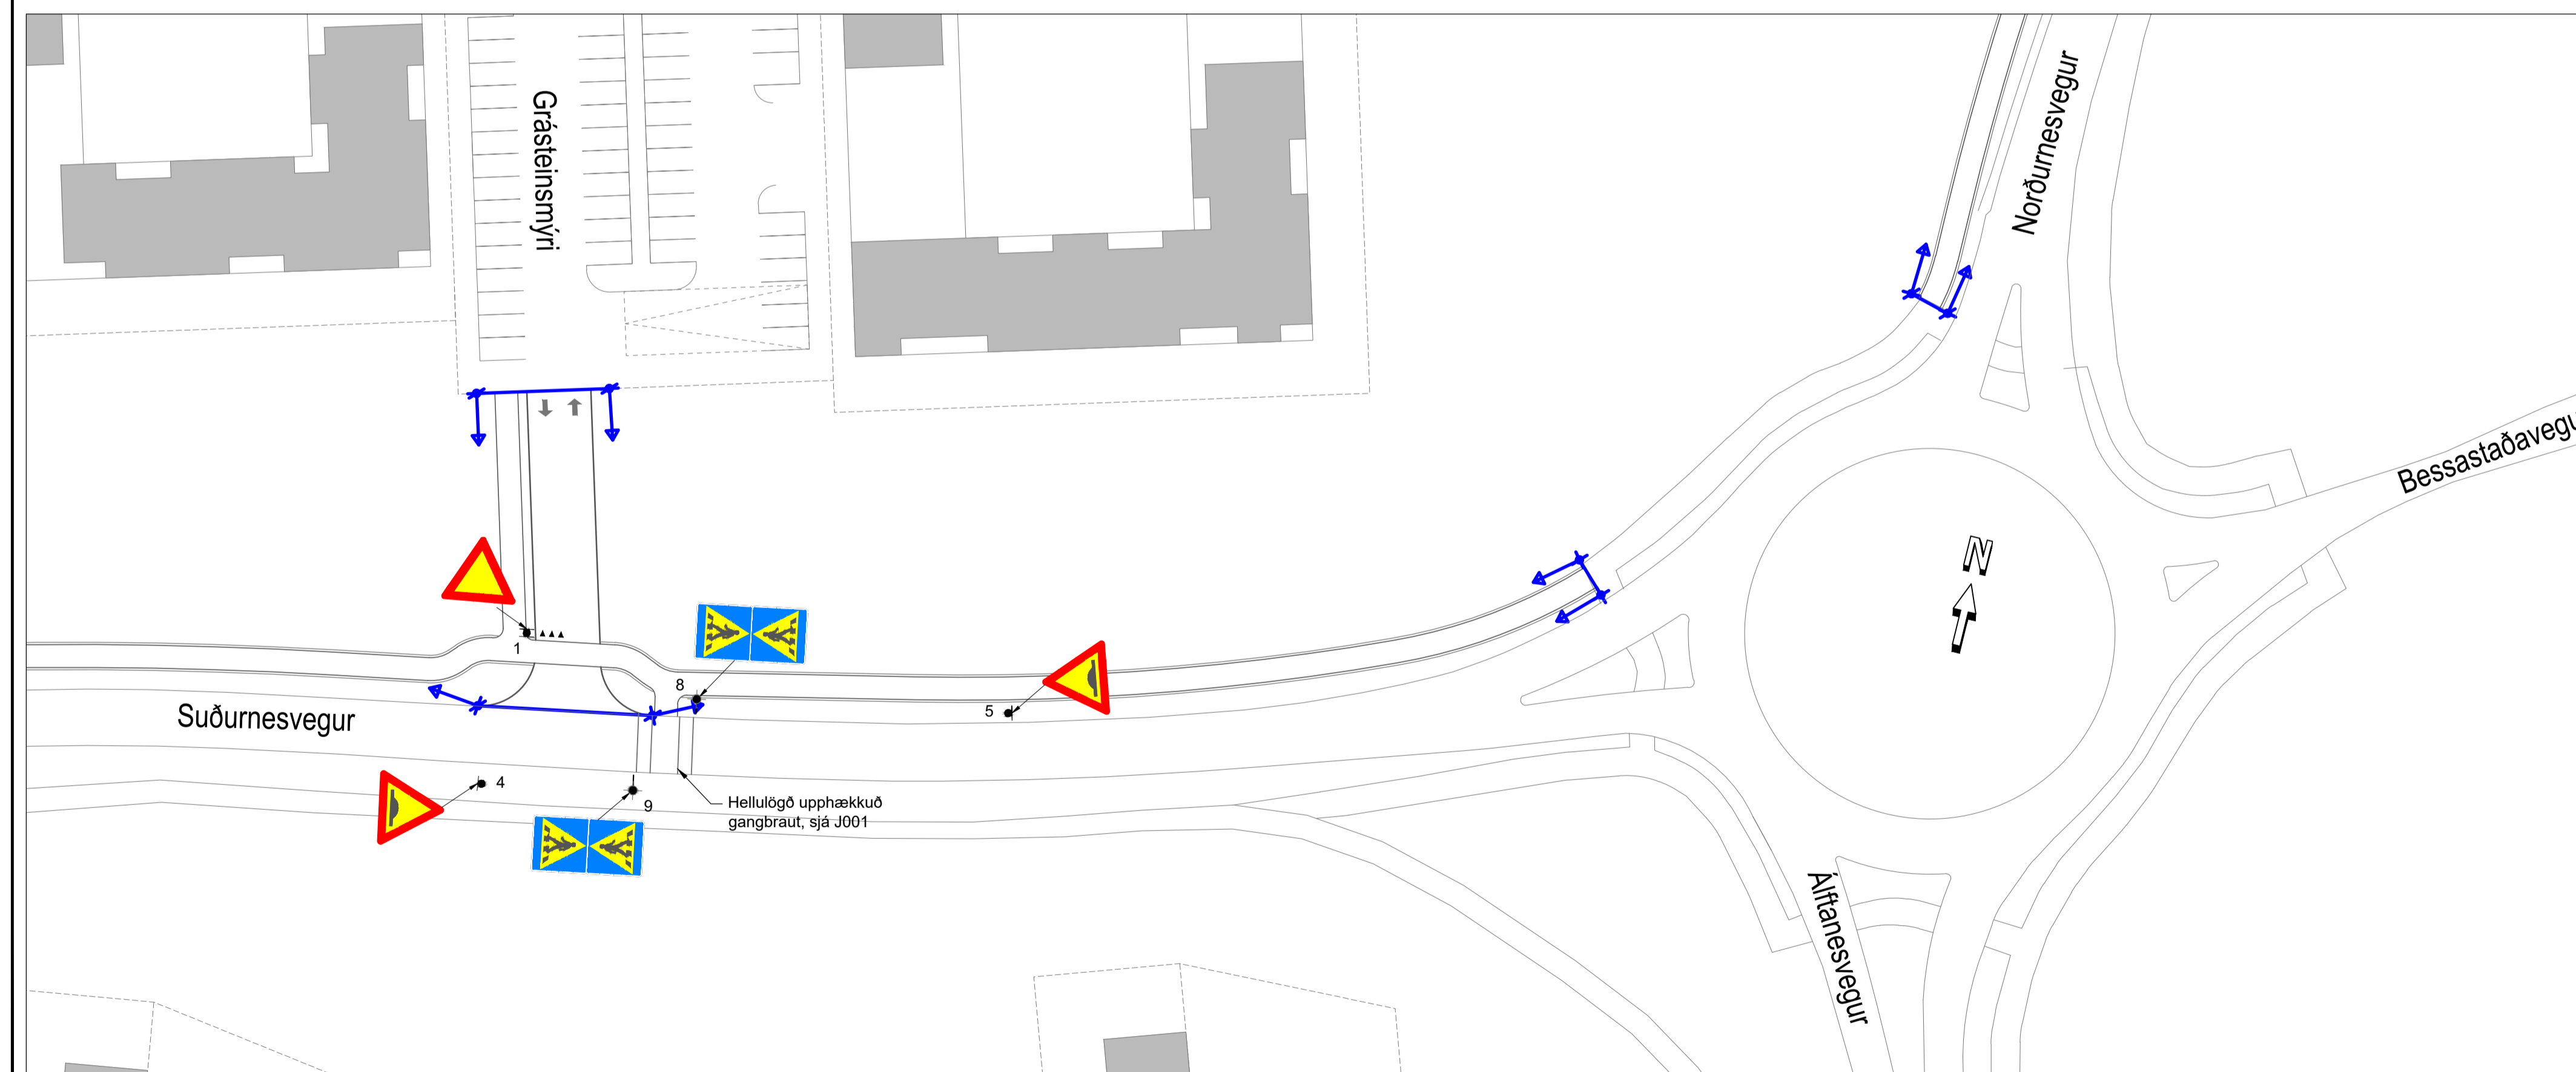 Grásteinsmýri
Norðurnesvegur
Bessastaðavegu
N
1
8
5
Suðurnesvegur
4
9
Hellulögð upphækkuð
gangbraut, sjá J001
Álftanesvegur